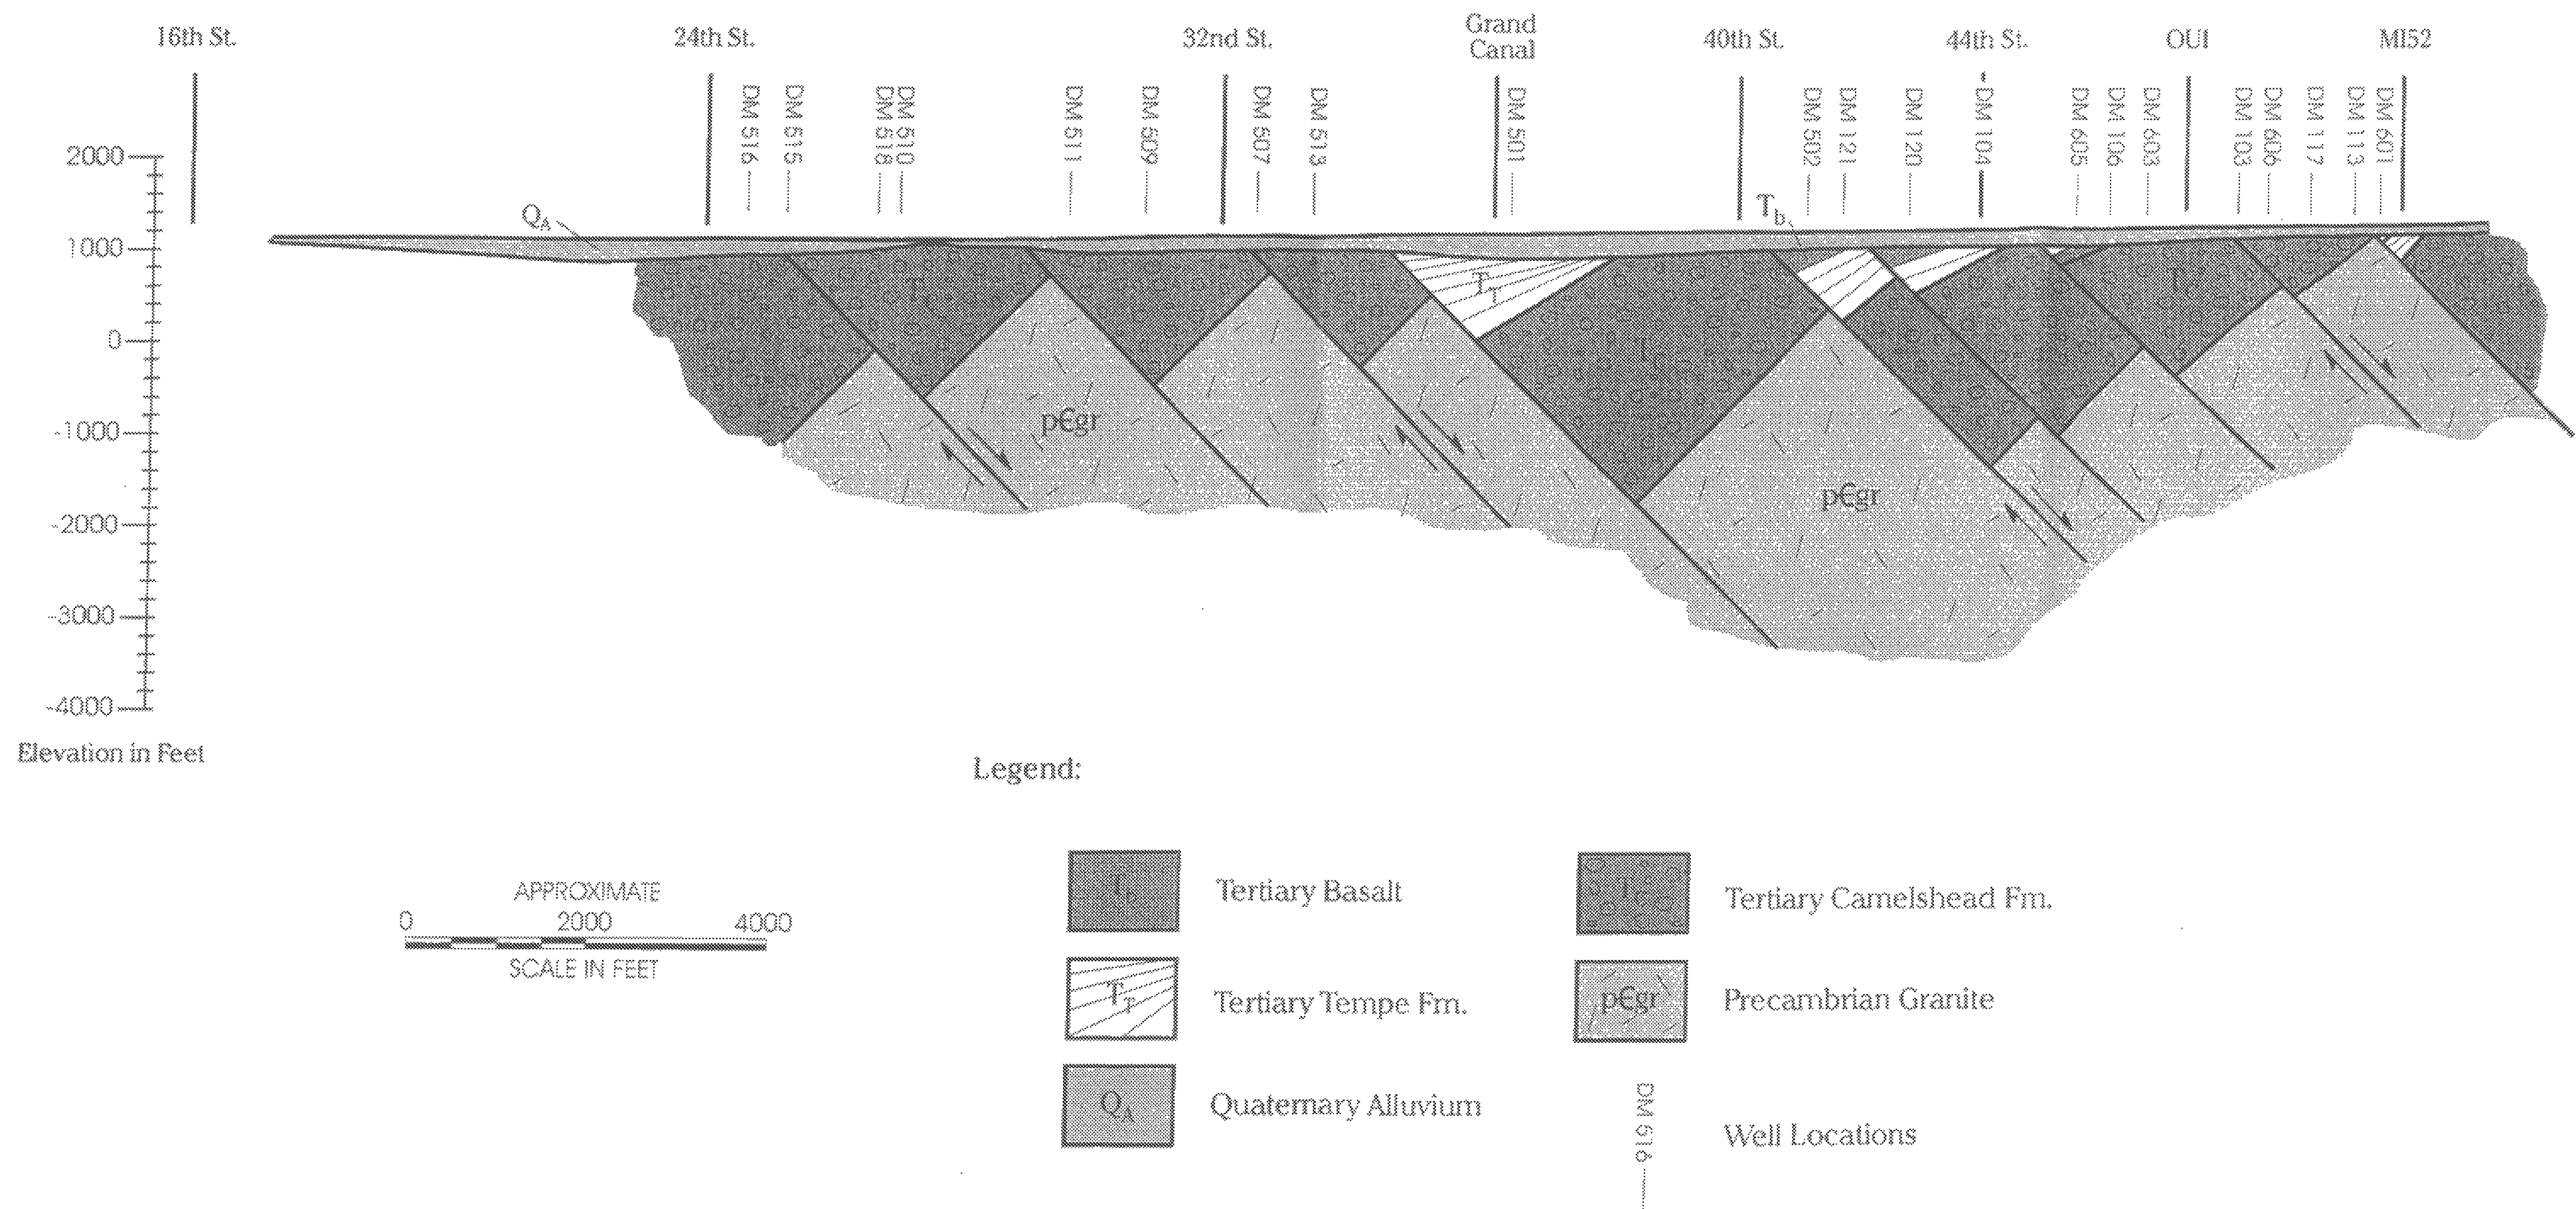 16th St.
24th St.
32nd St.
Grand
Canal
40th St.
44th St.
OUI
M152
DM 516
DM 515
DM 518
DM 510
DM 511
DM 509
DM 507
DM 513
DM 501
DM 502
DM 121
DM 120
DM 104
DM 605
DM 106
DM 603
DM 103
DM 606
DM 117
DM 113
DM 601
2000
1000
0
-1000
-2000
-3000
-4000
Elevation in Feet
QA
Tb
TT
pЄgr
pЄgr
Legend:
APPROXIMATE
0 2000 4000
SCALE IN FEET
Tb Tertiary Basalt
TT Tertiary Tempe Fm.
QA Quaternary Alluvium
Tertiary Camelshead Fm.
pЄgr Precambrian Granite
DM 516 Well Locations